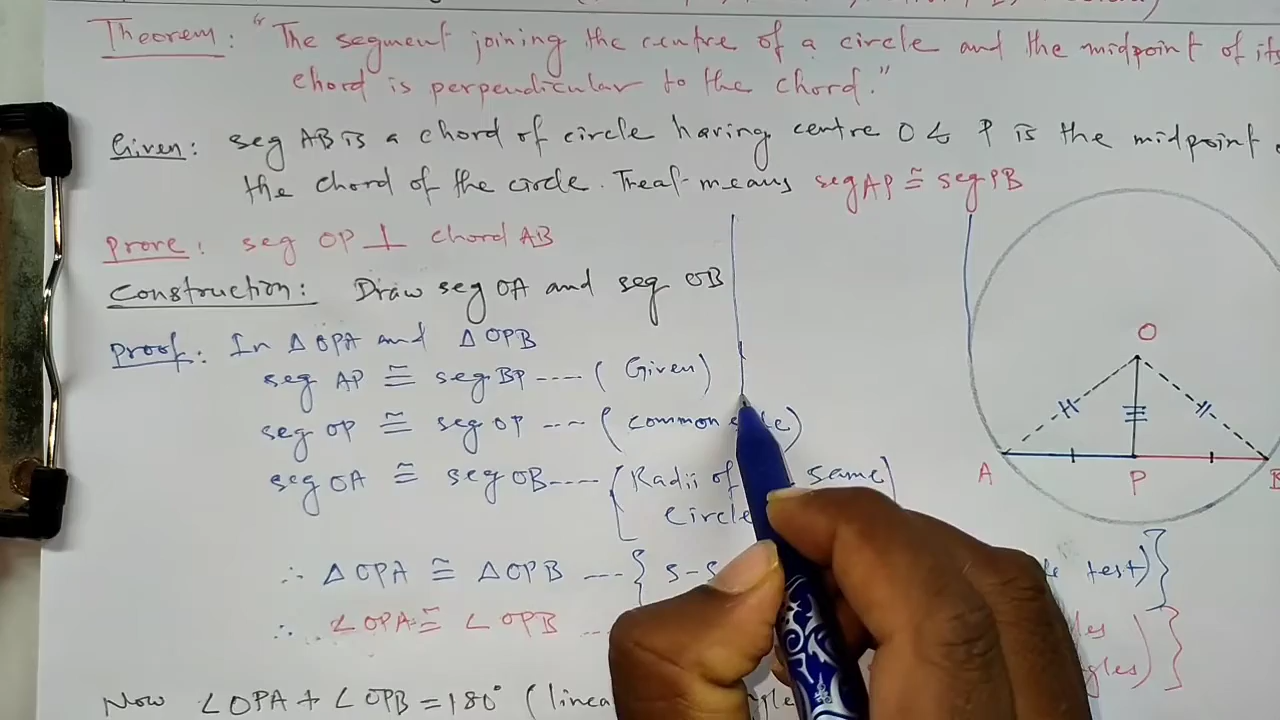 Theorem: "The segment joining the centre of a circle and the midpoint of its
chord is perpendicular to the chord."
Given: seg AB is a chord of circle having centre O & P is the midpoint
the chord of the circle. Treat means seg AP ≅ seg PB
Prove: seg OP ⊥ chord AB
Construction: Draw seg OA and seg OB
Proof: In Δ OPA and Δ OPB
seg AP ≅ seg BP ---- (Given)
seg OP ≅ seg OP --- (common
seg OA ≅ seg OB ---- (Radii of same)
circle
∴ Δ OPA ≅ Δ OPB --- { S-S test)}
∴ ∠OPA ≅ ∠OPB
Now ∠OPA + ∠OPB = 180° (linear
O
A
P
B